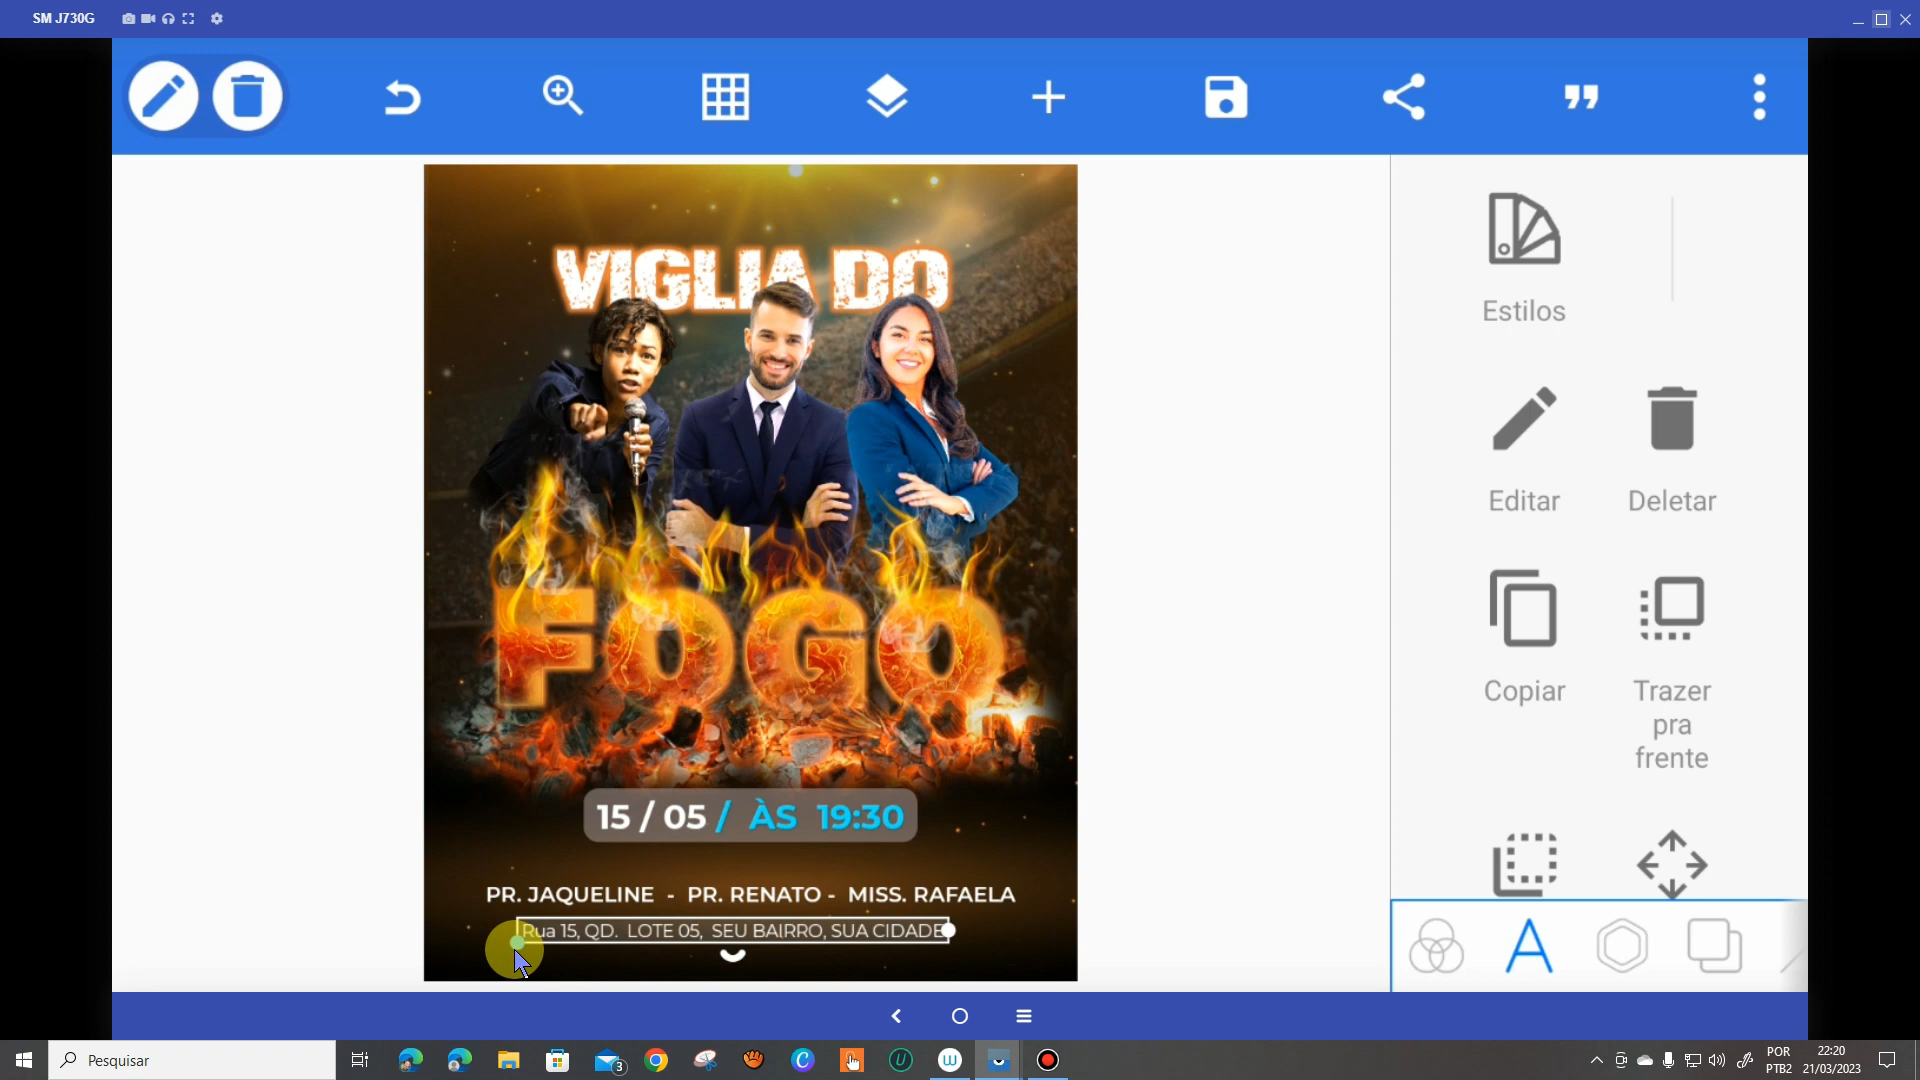 SM J730G
VIGLIA DO
FOGO
15 / 05 / ÀS 19:30
PR. JAQUELINE - PR. RENATO - MISS. RAFAELA
Rua 15, QD. LOTE 05, SEU BAIRRO, SUA CIDADE
Estilos
Editar
Deletar
Copiar
Trazer
pra
frente
Pesquisar
3
POR
PTB2
22:20
21/03/2023